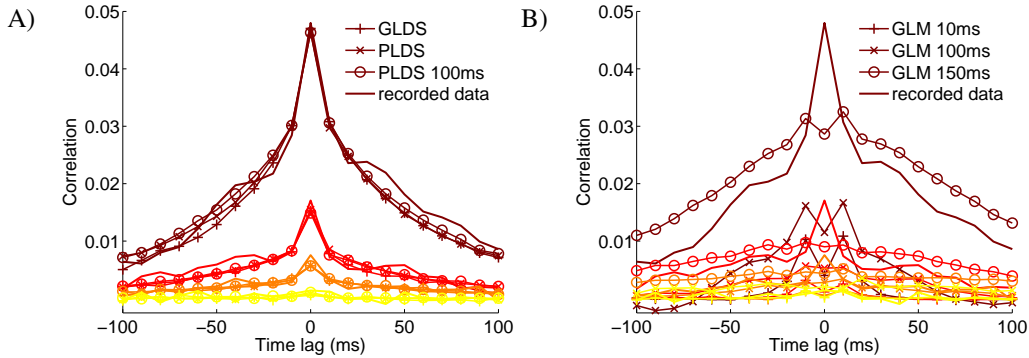 A)
GLDS
PLDS
PLDS 100ms
recorded data
Correlation
0.05
0.04
0.03
0.02
0.01
−100 −50 0 50 100
Time lag (ms)
B)
GLM 10ms
GLM 100ms
GLM 150ms
recorded data
Correlation
0.05
0.04
0.03
0.02
0.01
−100 −50 0 50 100
Time lag (ms)